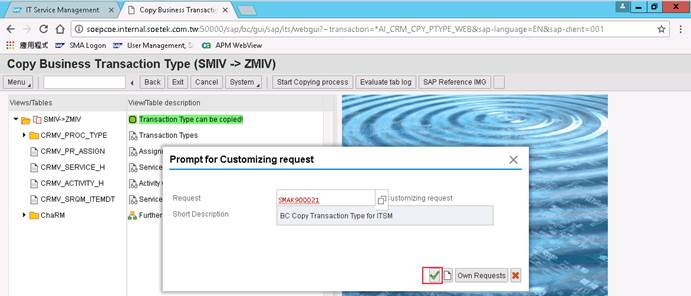 IT Service Management
Copy Business Transactio
soepcoe.internal.soetek.com.tw:50000/sap/bc/gui/sap/its/webgui?~transaction=*AI_CRM_CPY_PTYPE_WEB&sap-language=EN&sap-client=001
應用程式 SMA Logon User Management, S CA APM WebView
Copy Business Transaction Type (SMIV -> ZMIV)
Menu Back Exit Cancel System Start Copying process Evaluate tab log SAP Reference IMG
Views/Tables View/Table description
SMIV->ZMIV Transaction Type can be copied!
CRMV_PROC_TYPE Transaction Types
CRMV_PR_ASSIGN Assignm
CRMV_SERVICE_H Service
CRMV_ACTIVITY_H Activity
CRMV_SRQM_ITEMDT Service
ChaRM Further
Prompt for Customizing request
Request SMAK900021 Customizing request
Short Description BC Copy Transaction Type for ITSM
Own Requests